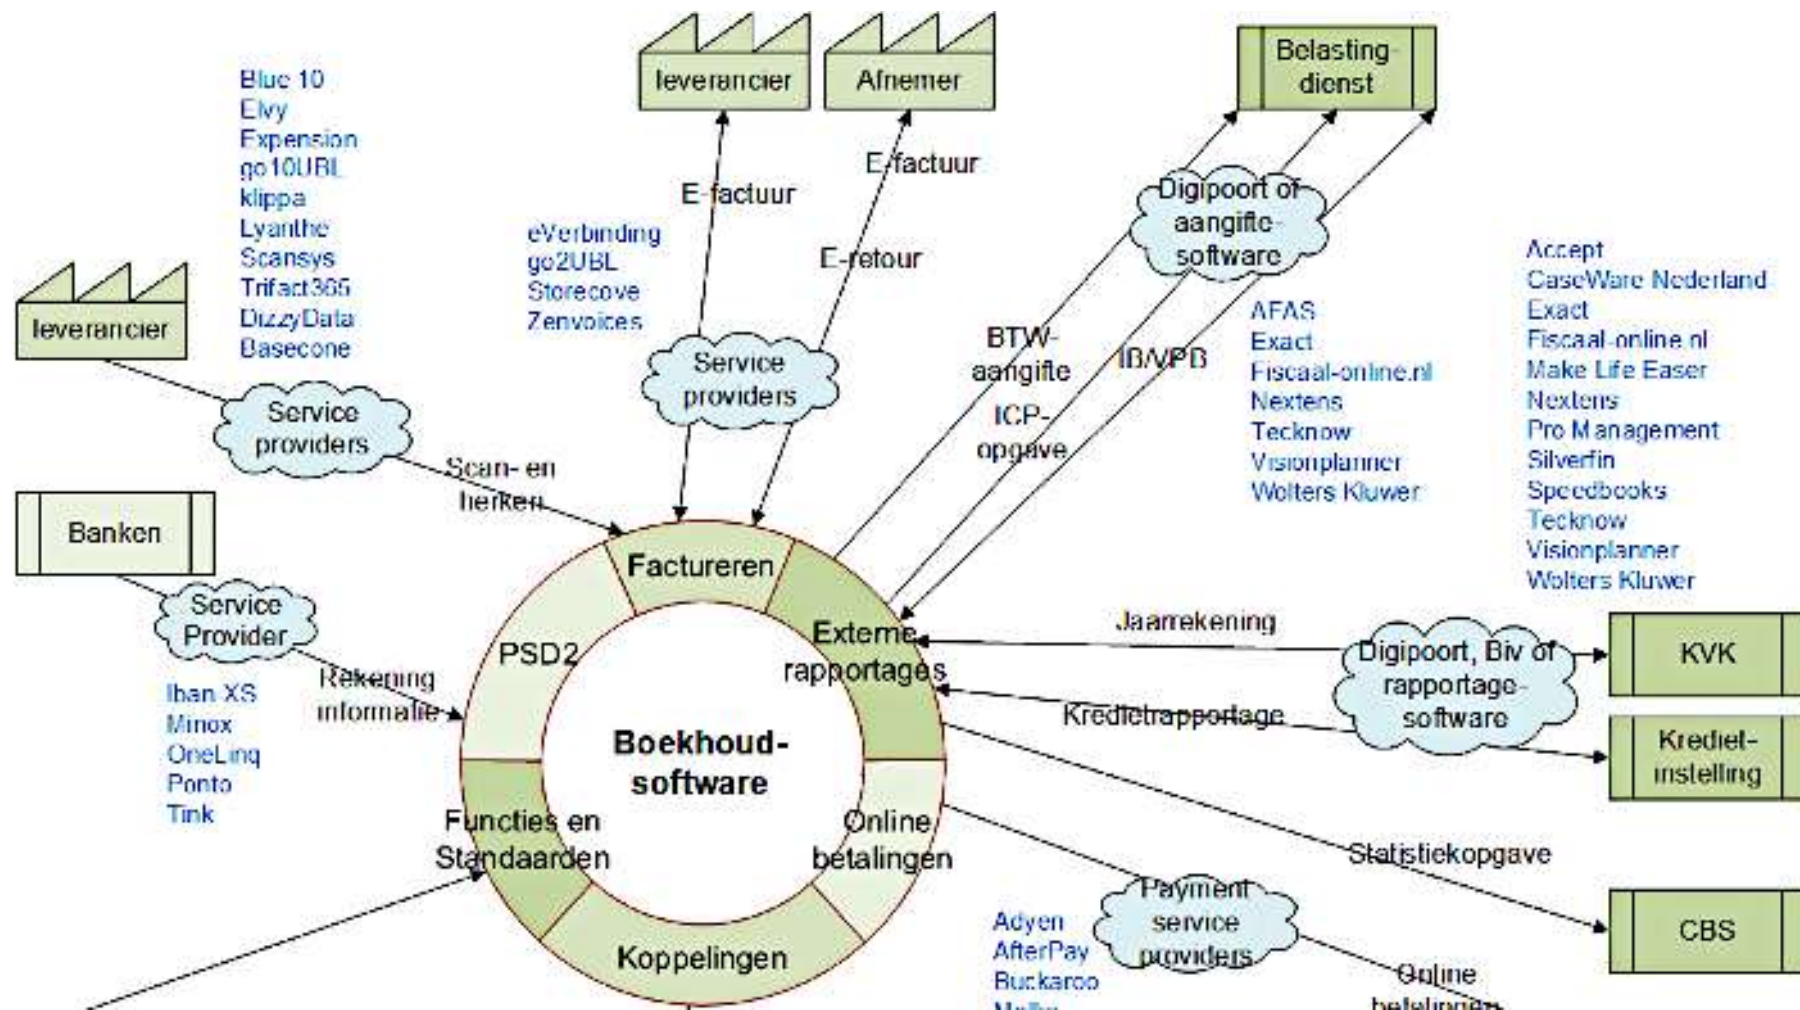 leverancier
Afnemer
Belasting-
dienst
Blue 10
Elvy
Expension
go10UBL
klippa
Lyanthe
Scansys
Trifact365
DizzyData
Basecone
E-factuur
E-factuur
E-retour
eVerbinding
go2UBL
Storecove
Zenvoices
Digipoort of
aangifte-
software
leverancier
Service
providers
Service
providers
BTW-
aangifte
IB/VPB
ICP-
opgave
AFAS
Exact
Fiscaal-online.nl
Nextens
Tecknow
Visionplanner
Wolters Kluwer
Accept
CaseWare Nederland
Exact
Fiscaal-online.nl
Make Life Easer
Nextens
Pro Management
Silverfin
Speedbooks
Tecknow
Visionplanner
Wolters Kluwer
Scan- en
herken
Banken
Service
Provider
Rekening
informatie
Iban XS
Minox
OneLinq
Ponto
Tink
Factureren
PSD2
Externe
rapportages
Boekhoud-
software
Functies en
Standaarden
Online
betalingen
Koppelingen
Jaarrekening
Digipoort, Biv of
rapportage-
software
KVK
Kredietrapportage
Krediet-
instelling
Statistiekopgave
CBS
Payment
service
providers
Adyen
AfterPay
Buckaroo
Online
betalingen